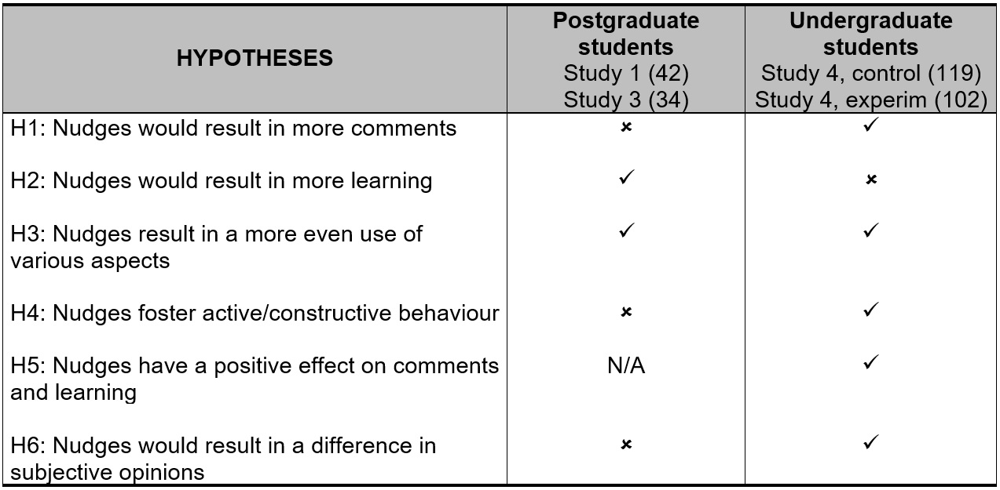 HYPOTHESES
Postgraduate
students
Study 1 (42)
Study 3 (34)
Undergraduate
students
Study 4, control (119)
Study 4, experim (102)
H1: Nudges would result in more comments
✗ ✓
H2: Nudges would result in more learning
✓ ✗
H3: Nudges result in a more even use of
various aspects
✓ ✓
H4: Nudges foster active/constructive behaviour
✗ ✓
H5: Nudges have a positive effect on comments
and learning
N/A ✓
H6: Nudges would result in a difference in
subjective opinions
✗ ✓